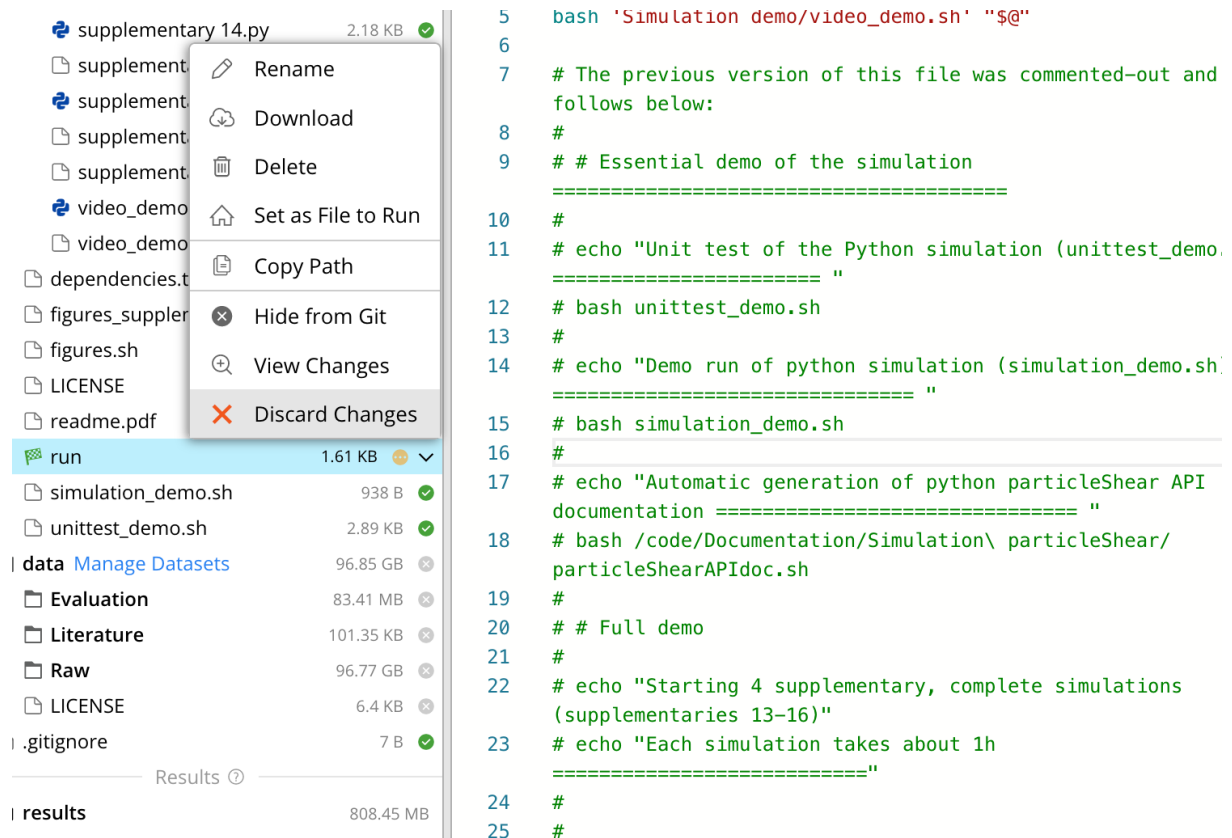 supplementary 14.py 2.18 KB
supplement
supplement
supplement
supplement
video_demo
video_demo
dependencies.t
figures_suppler
figures.sh
LICENSE
readme.pdf
run 1.61 KB
simulation_demo.sh 938 B
unittest_demo.sh 2.89 KB
data Manage Datasets 96.85 GB
Evaluation 83.41 MB
Literature 101.35 KB
Raw 96.77 GB
LICENSE 6.4 KB
.gitignore 7 B
Results ?
results 808.45 MB
Rename
Download
Delete
Set as File to Run
Copy Path
Hide from Git
View Changes
Discard Changes
5 bash 'Simulation demo/video_demo.sh' "$@"
6
7 # The previous version of this file was commented-out and
follows below:
8 #
9 # # Essential demo of the simulation
=======================================
10 #
11 # echo "Unit test of the Python simulation (unittest_demo.
======================= "
12 # bash unittest_demo.sh
13 #
14 # echo "Demo run of python simulation (simulation_demo.sh)
=============================== "
15 # bash simulation_demo.sh
16 #
17 # echo "Automatic generation of python particleShear API
documentation =============================== "
18 # bash /code/Documentation/Simulation\ particleShear/
particleShearAPIdoc.sh
19 #
20 # # Full demo
21 #
22 # echo "Starting 4 supplementary, complete simulations
(supplementaries 13-16)"
23 # echo "Each simulation takes about 1h
==========================="
24 #
25 #